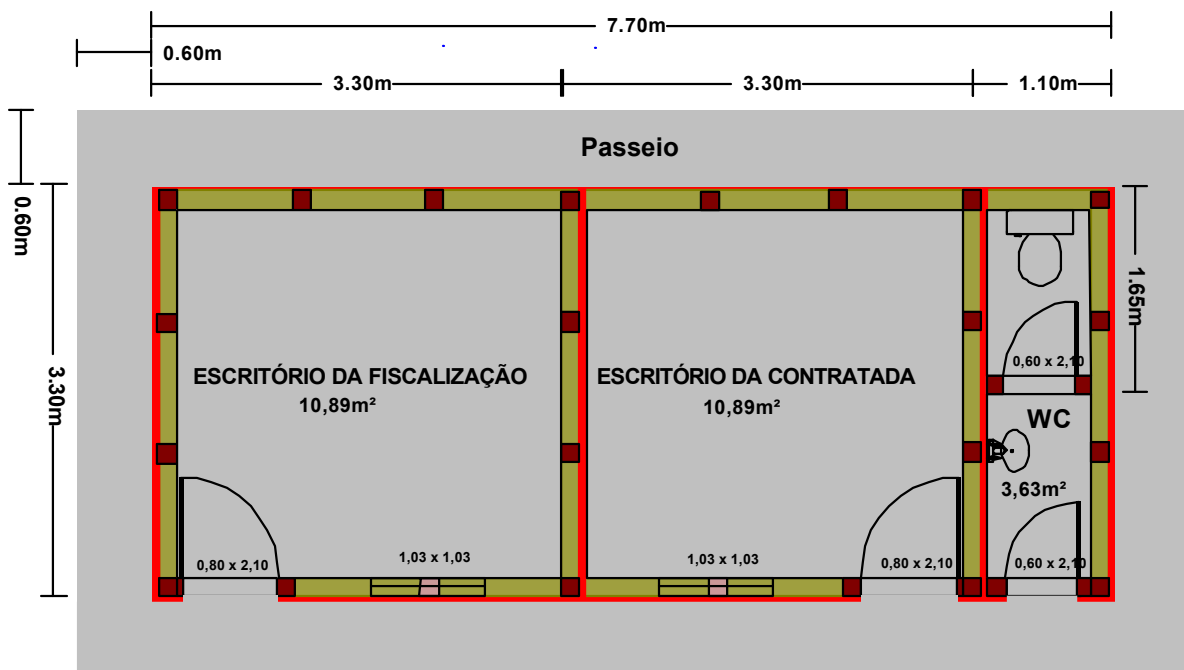 7.70m
0.60m
3.30m
3.30m
1.10m
Passeio
0.60m
3.30m
1.65m
ESCRITÓRIO DA FISCALIZAÇÃO
10,89m²
ESCRITÓRIO DA CONTRATADA
10,89m²
0,60 x 2,10
WC
3,63m²
0,80 x 2,10
1,03 x 1,03
1,03 x 1,03
0,80 x 2,10
0,60 x 2,10